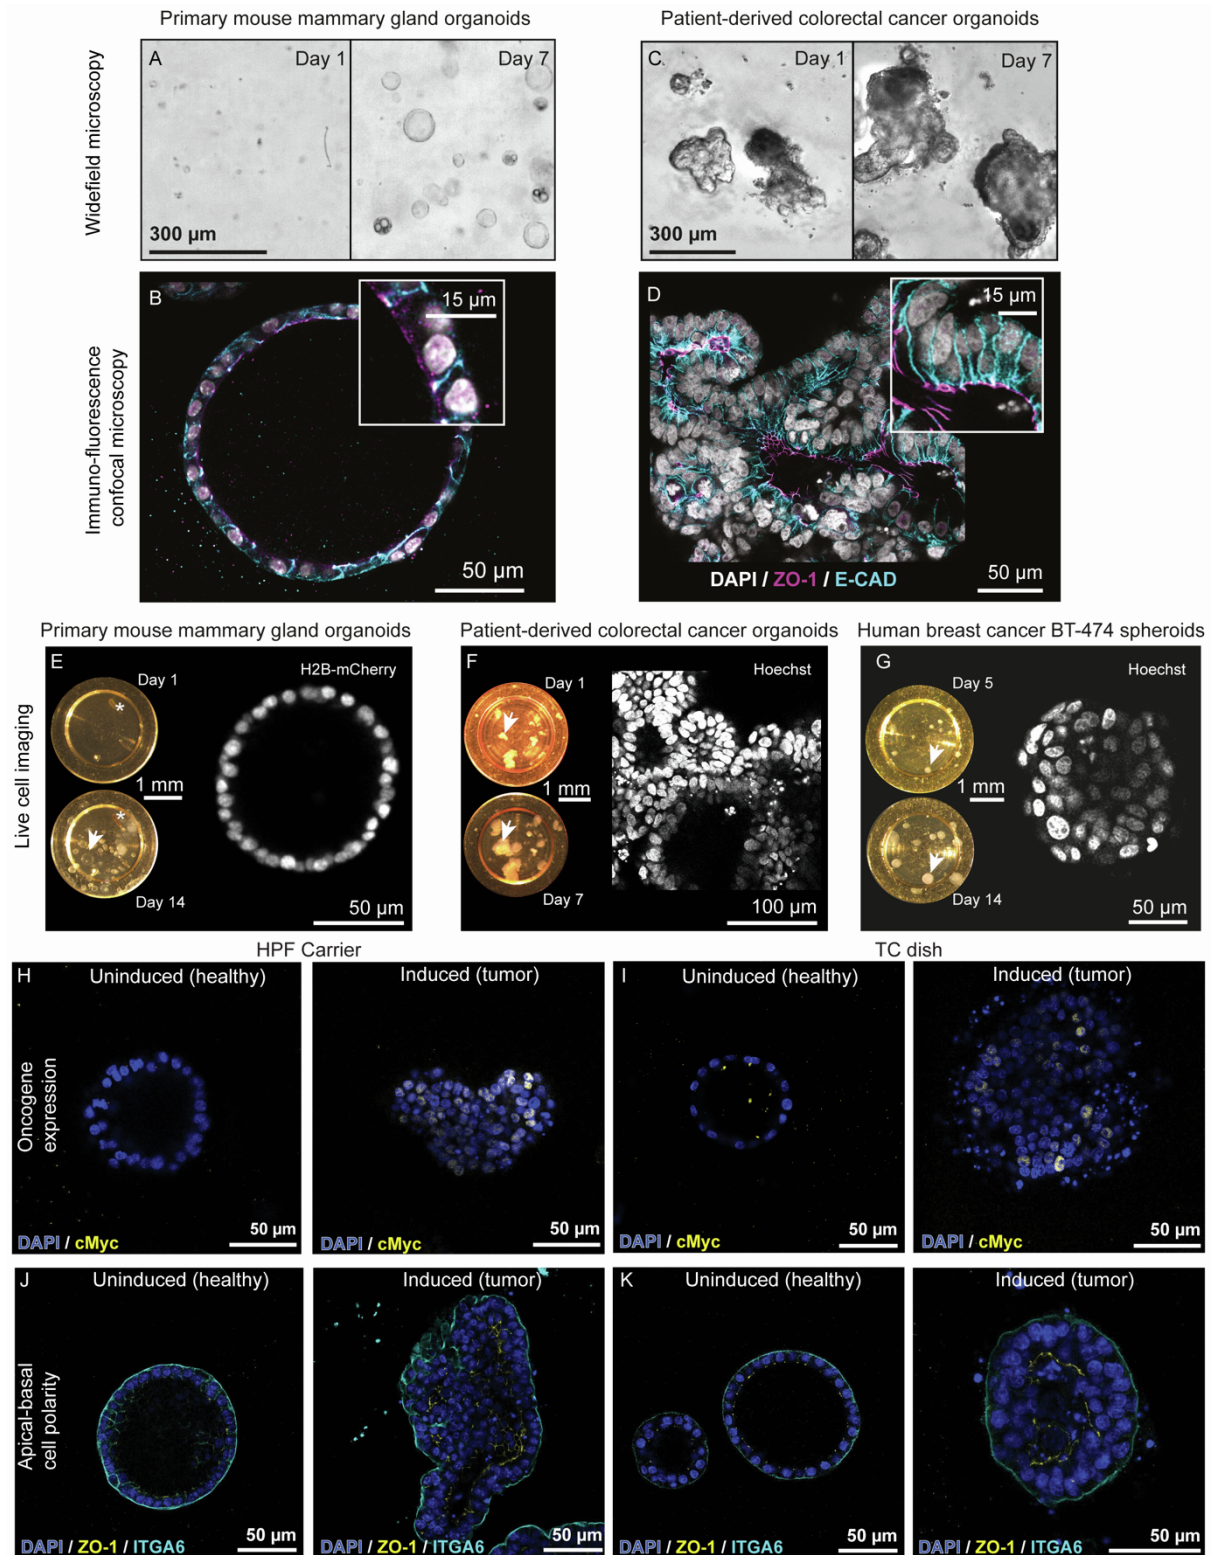 Primary mouse mammary gland organoids
Patient-derived colorectal cancer organoids
Widefield microscopy
A
Day 1
Day 7
300 µm
C
Day 1
Day 7
300 µm
Immuno-fluorescence
confocal microscopy
B
15 µm
50 µm
D
15 µm
DAPI / ZO-1 / E-CAD
50 µm
Primary mouse mammary gland organoids
Patient-derived colorectal cancer organoids
Human breast cancer BT-474 spheroids
Live cell imaging
E
H2B-mCherry
Day 1
*
1 mm
*
Day 14
50 µm
F
Hoechst
Day 1
1 mm
Day 7
100 µm
G
Hoechst
Day 5
1 mm
Day 14
50 µm
HPF Carrier
TC dish
Oncogene
expression
H
Uninduced (healthy)
DAPI / cMyc
50 µm
Induced (tumor)
DAPI / cMyc
50 µm
I
Uninduced (healthy)
DAPI / cMyc
50 µm
Induced (tumor)
DAPI / cMyc
50 µm
Apical-basal
cell polarity
J
Uninduced (healthy)
DAPI / ZO-1 / ITGA6
50 µm
Induced (tumor)
DAPI / ZO-1 / ITGA6
50 µm
K
Uninduced (healthy)
DAPI / ZO-1 / ITGA6
50 µm
Induced (tumor)
DAPI / ZO-1 / ITGA6
50 µm